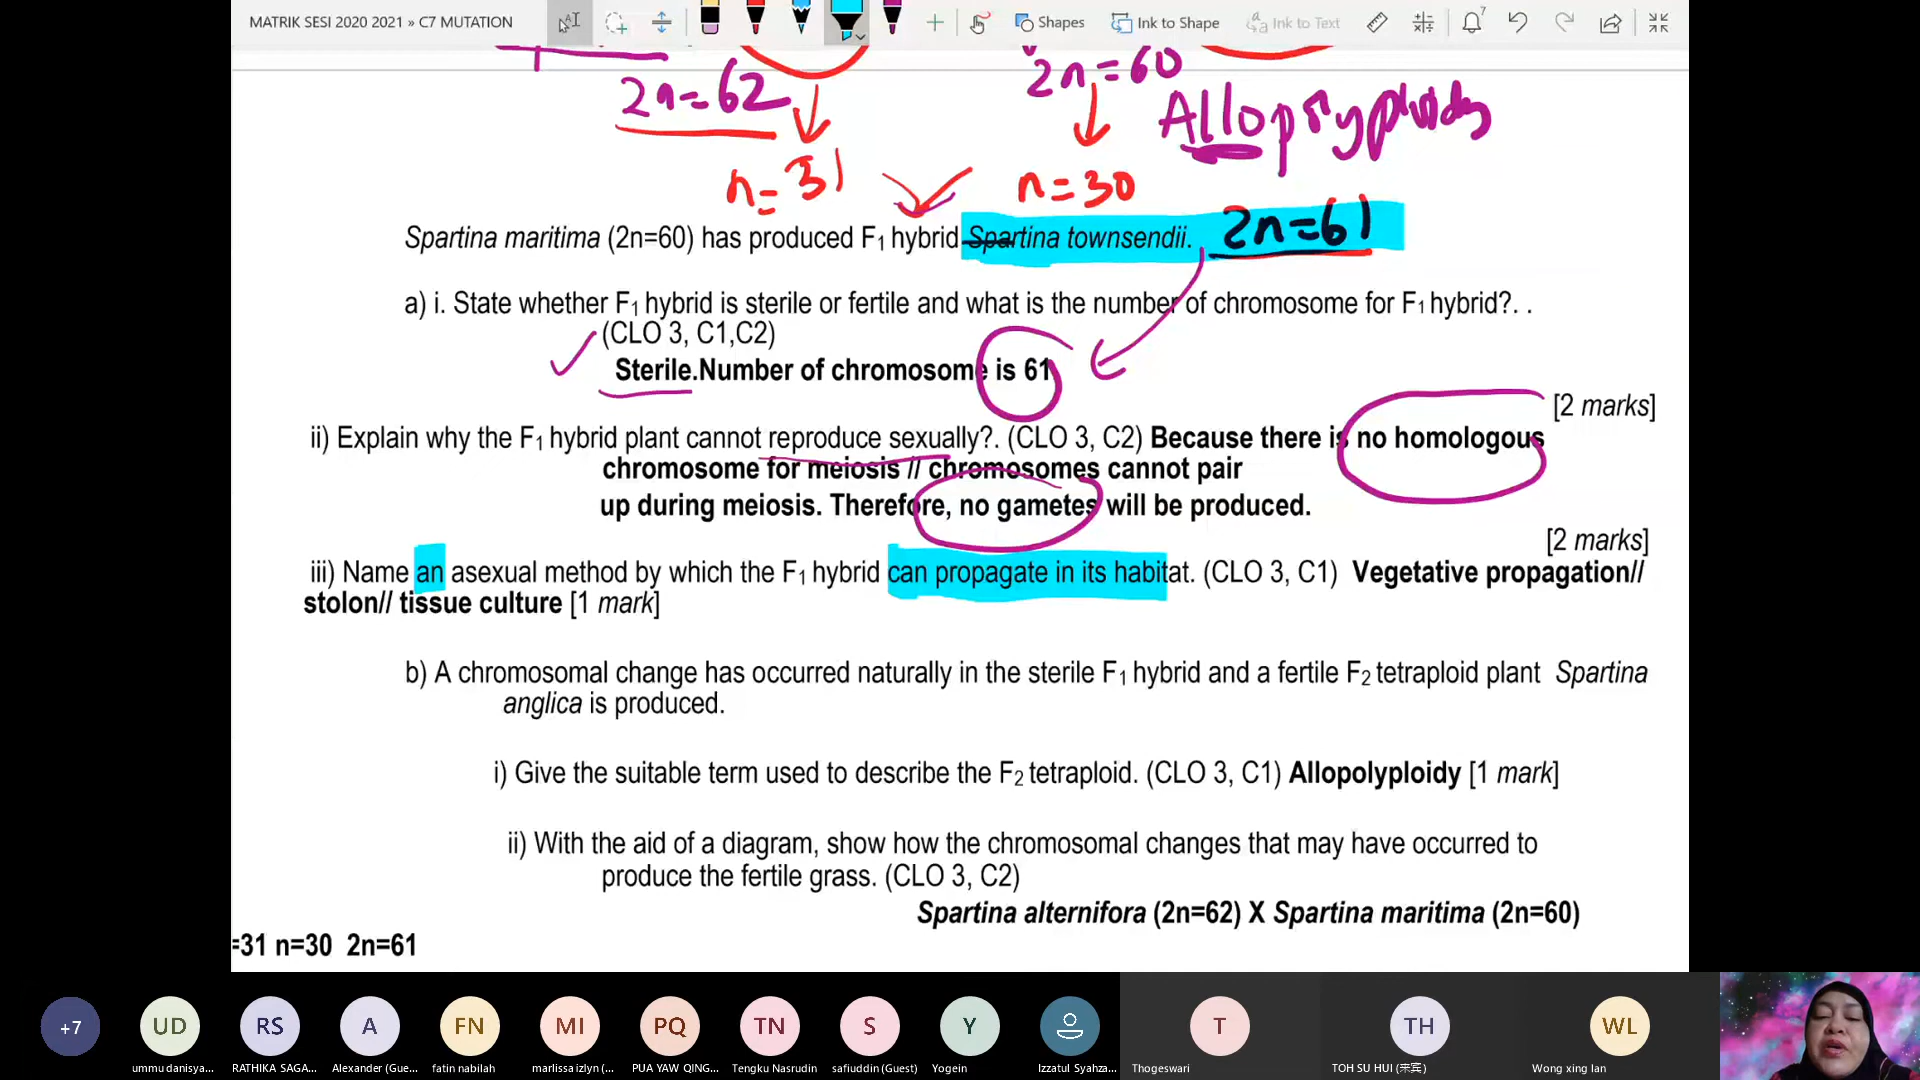 MATRIK SESI 2020 2021 » C7 MUTATION
Shapes
Ink to Shape
Ink to Text
7
2n=62
2n=60
Allopolyploidy
n=31
n=30
Spartina maritima (2n=60) has produced F1 hybrid Spartina townsendii. 2n=61
a) i. State whether F1 hybrid is sterile or fertile and what is the number of chromosome for F1 hybrid?. .
(CLO 3, C1,C2)
Sterile.Number of chromosome is 61
[2 marks]
ii) Explain why the F1 hybrid plant cannot reproduce sexually?. (CLO 3, C2) Because there is no homologous
chromosome for meiosis // chromosomes cannot pair
up during meiosis. Therefore, no gametes will be produced.
[2 marks]
iii) Name an asexual method by which the F1 hybrid can propagate in its habitat. (CLO 3, C1) Vegetative propagation//
stolon// tissue culture [1 mark]
b) A chromosomal change has occurred naturally in the sterile F1 hybrid and a fertile F2 tetraploid plant Spartina
anglica is produced.
i) Give the suitable term used to describe the F2 tetraploid. (CLO 3, C1) Allopolyploidy [1 mark]
ii) With the aid of a diagram, show how the chromosomal changes that may have occurred to
produce the fertile grass. (CLO 3, C2)
Spartina alternifora (2n=62) X Spartina maritima (2n=60)
=31 n=30 2n=61
+7
UD
RS
A
FN
MI
PQ
TN
S
Y
T
TH
WL
ummu danisya...
RATHIKA SAGA...
Alexander (Gue...
fatin nabilah
marlissa izlyn (...
PUA YAW QING...
Tengku Nasrudin
safiuddin (Guest)
Yogein
Izzatul Syahza...
Thogeswari
TOH SU HUI (来宾)
Wong xing lan